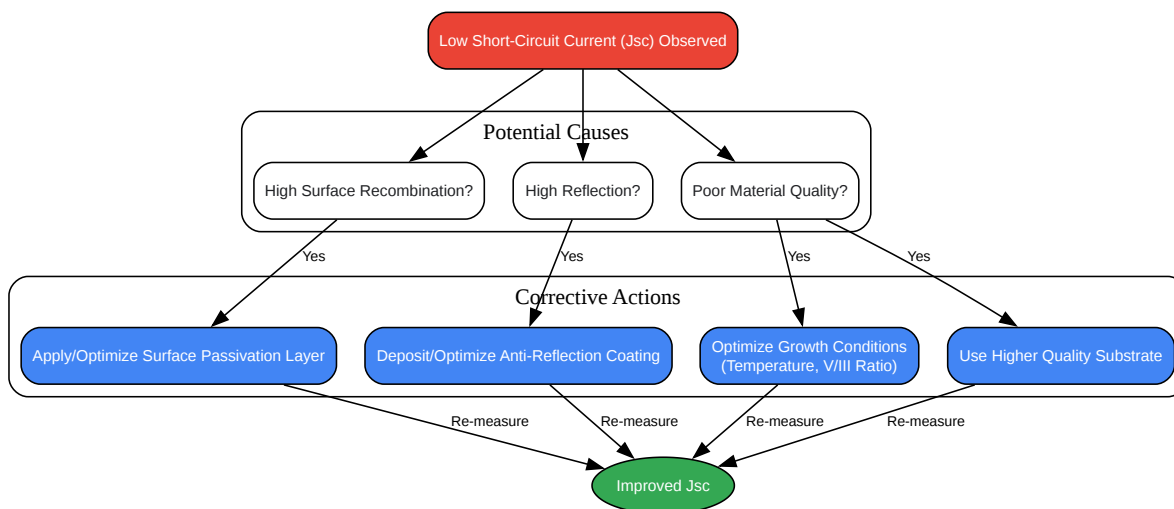 Low Short-Circuit Current (Jsc) Observed
Potential Causes
High Surface Recombination?
High Reflection?
Poor Material Quality?
Yes
Yes
Yes
Yes
Corrective Actions
Apply/Optimize Surface Passivation Layer
Deposit/Optimize Anti-Reflection Coating
Optimize Growth Conditions
(Temperature, V/III Ratio)
Use Higher Quality Substrate
Re-measure
Re-measure
Re-measure
Re-measure
Improved Jsc